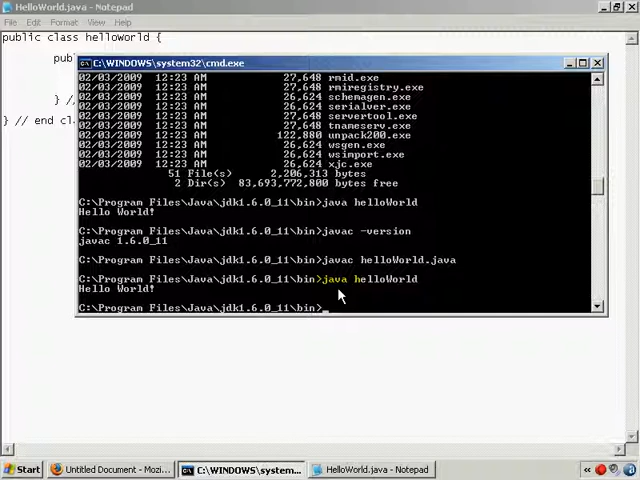 HelloWorld.java - Notepad
File Edit Format View Help
public class helloworld {
C:\WINDOWS\system32\cmd.exe
pub
02/03/2009 12:23 AM 27,648 rmid.exe
02/03/2009 12:23 AM 27,648 rmiregistry.exe
02/03/2009 12:23 AM 26,624 schemagen.exe
02/03/2009 12:23 AM 26,624 serialver.exe
} //
02/03/2009 12:23 AM 27,648 servertool.exe
} // end cla
02/03/2009 12:23 AM 27,648 tnameserv.exe
02/03/2009 12:23 AM 122,880 unpack200.exe
02/03/2009 12:23 AM 26,624 wsgen.exe
02/03/2009 12:23 AM 26,624 wsimport.exe
02/03/2009 12:23 AM 26,624 xjc.exe
51 File(s) 2,206,313 bytes
2 Dir(s) 83,693,772,800 bytes free
C:\Program Files\Java\jdk1.6.0_11\bin>java helloWorld
Hello World!
C:\Program Files\Java\jdk1.6.0_11\bin>javac -version
javac 1.6.0_11
C:\Program Files\Java\jdk1.6.0_11\bin>javac helloWorld.java
C:\Program Files\Java\jdk1.6.0_11\bin>java helloWorld
Hello World!
C:\Program Files\Java\jdk1.6.0_11\bin>_
Start Untitled Document - Mozi... C:\WINDOWS\system... HelloWorld.java - Notepad